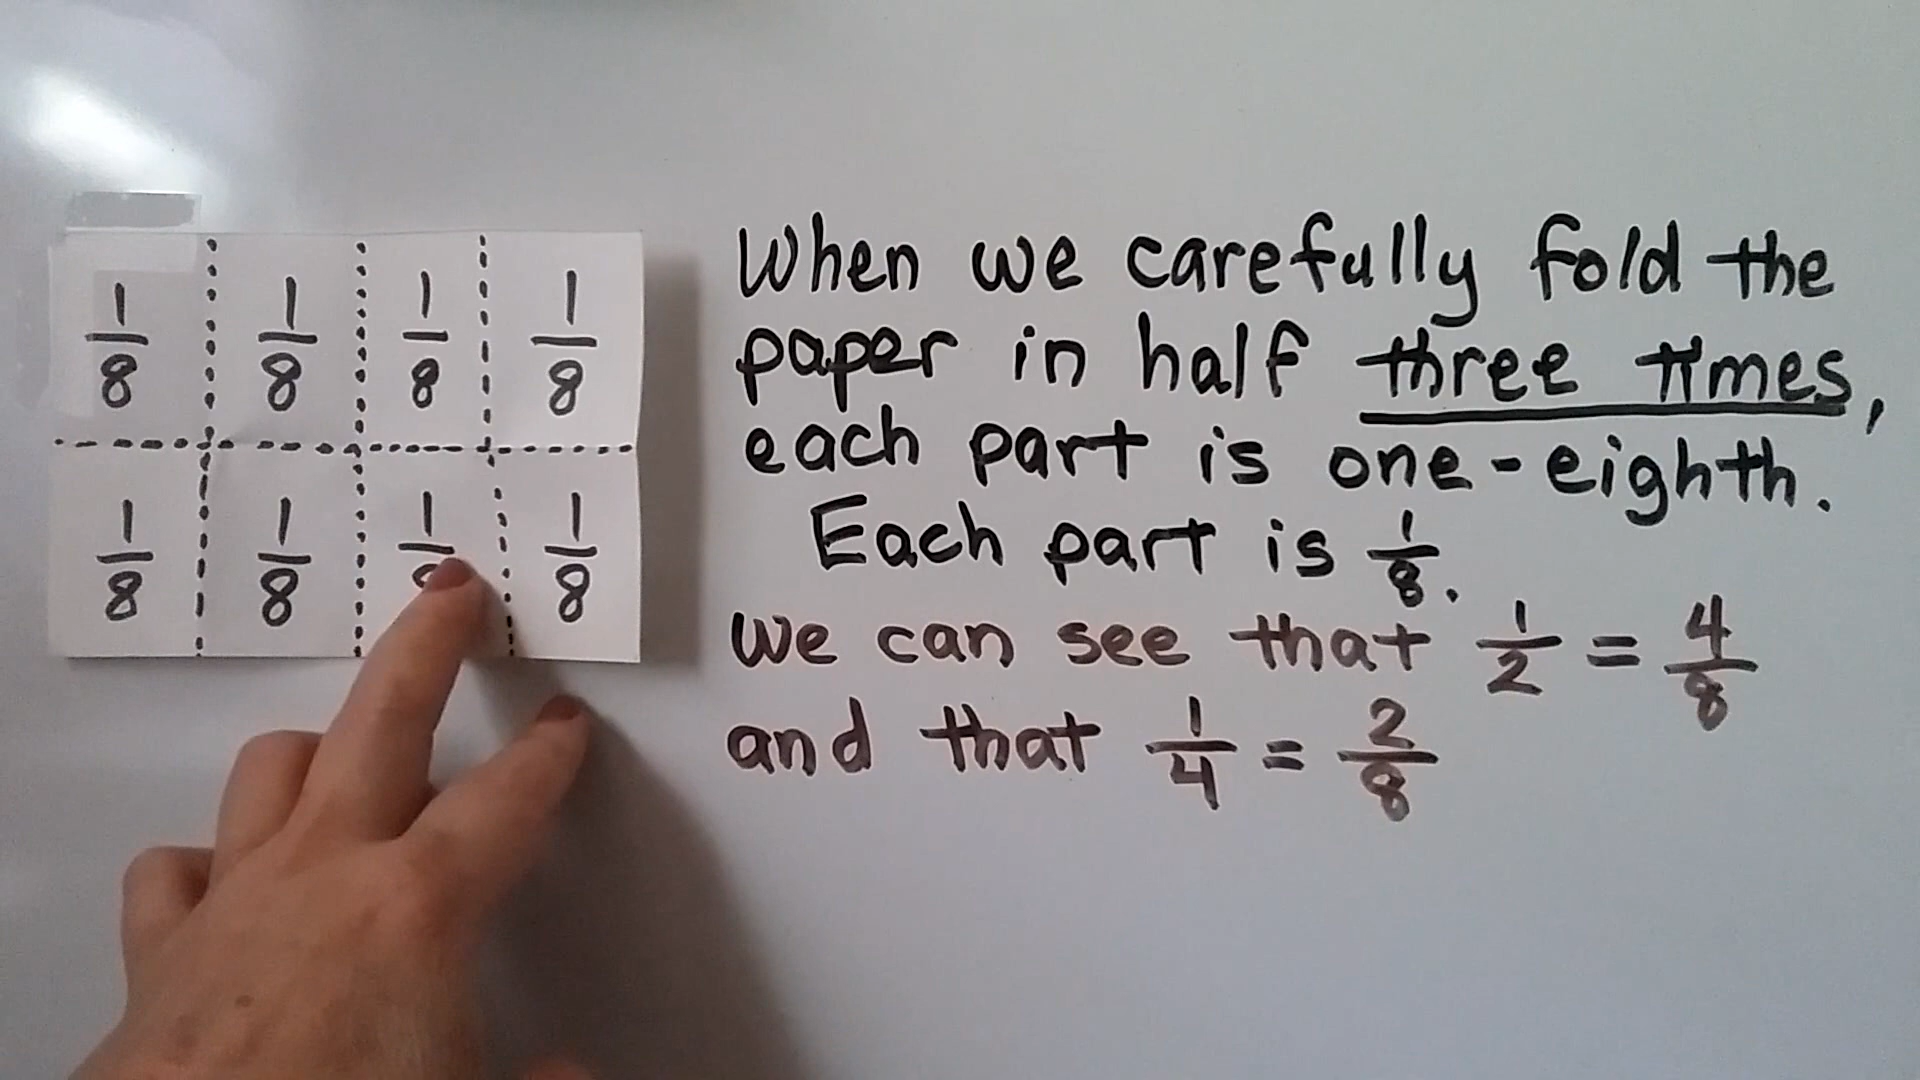 1/8 1/8 1/8 1/8
1/8 1/8 1/8 1/8
When we carefully fold the
paper in half three times,
each part is one-eighth.
Each part is 1/8.
We can see that 1/2 = 4/8
and that 1/4 = 2/8